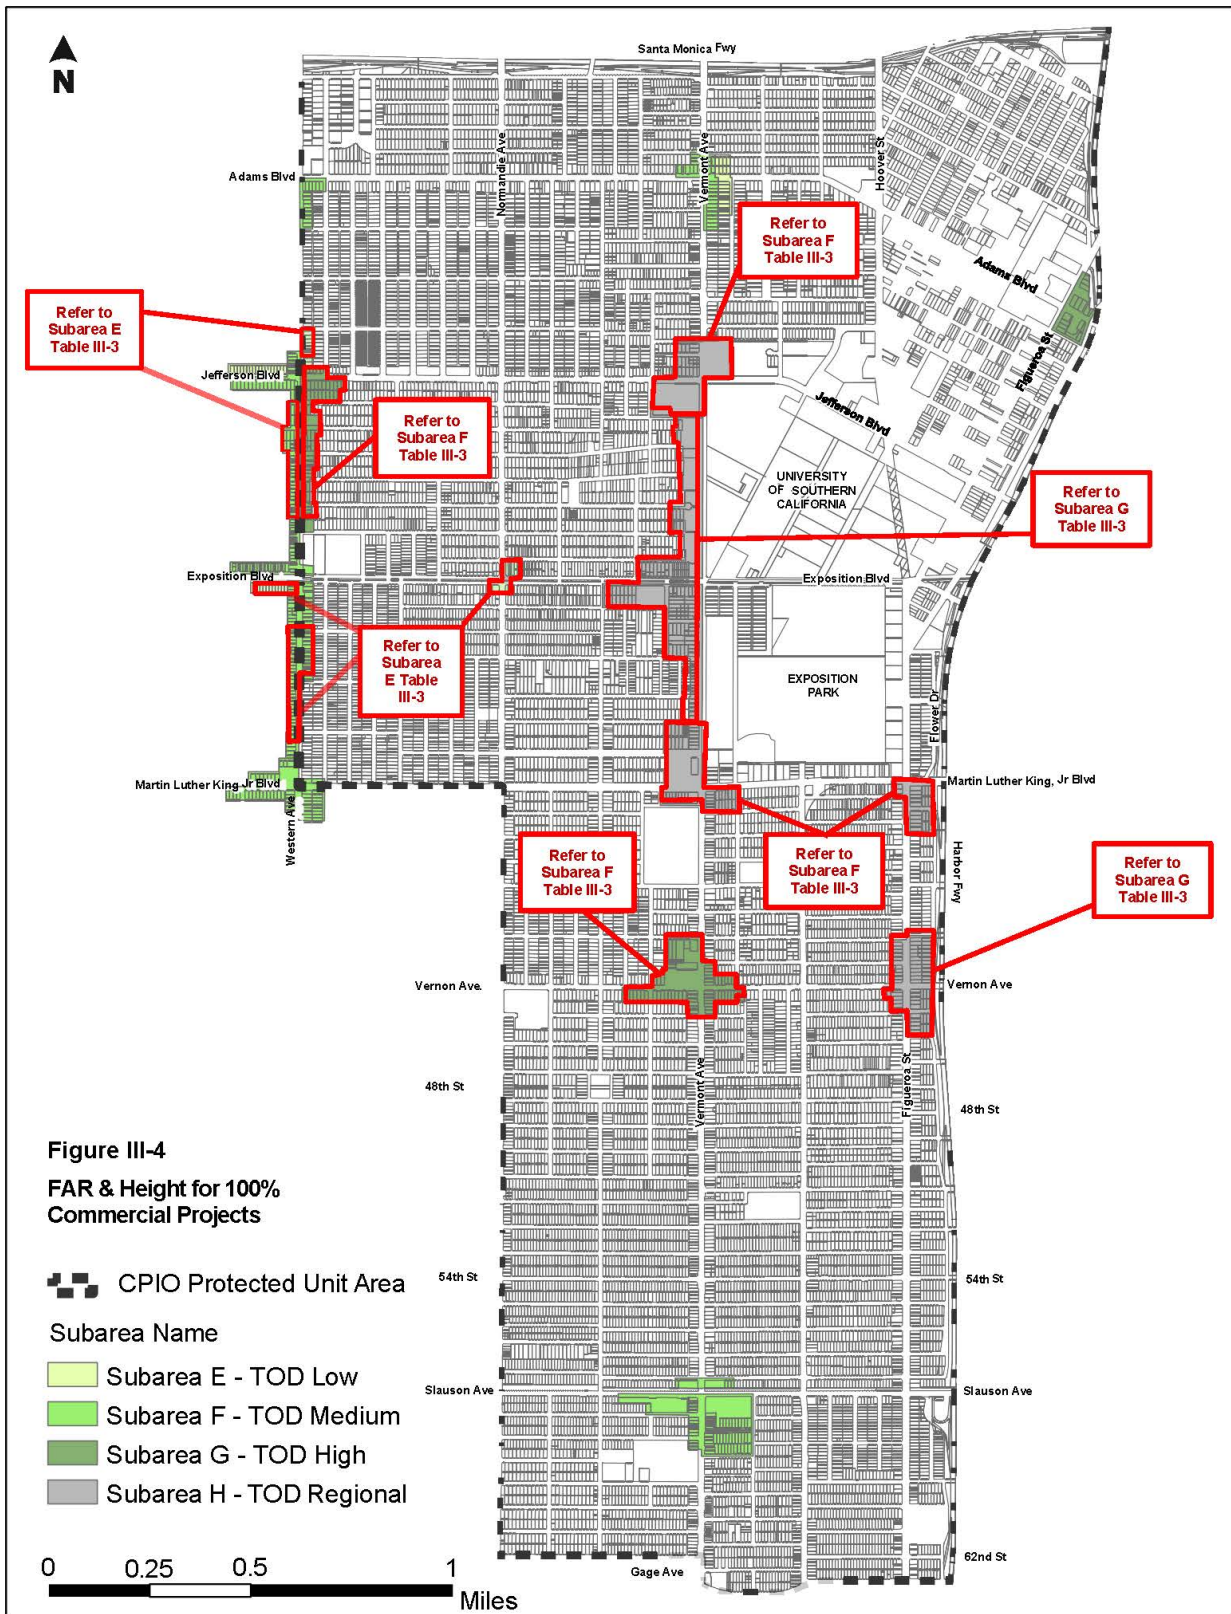 Santa Monica Fwy
N
Normandie Ave
Vermont Ave
Hoover St
Adams Blvd
Refer to
Subarea F
Table III-3
Adams Blvd
Figueroa St
Refer to
Subarea E
Table III-3
Jefferson Blvd
Jefferson Blvd
Refer to
Subarea F
Table III-3
UNIVERSITY
OF SOUTHERN
CALIFORNIA
Refer to
Subarea G
Table III-3
Exposition Blvd
Exposition Blvd
Refer to
Subarea
E Table
III-3
EXPOSITION
PARK
Flower Dr
Martin Luther King, Jr Blvd
Martin Luther King Jr Blvd
Western Ave
Refer to
Subarea F
Table III-3
Refer to
Subarea F
Table III-3
Harbor Fwy
Refer to
Subarea G
Table III-3
Vernon Ave.
Vernon Ave
Vermont Ave
Figueroa St
48th St
48th St
Figure III-4
FAR & Height for 100%
Commercial Projects
CPIO Protected Unit Area
54th St
54th St
Subarea Name
Subarea E - TOD Low
Subarea F - TOD Medium
Subarea G - TOD High
Subarea H - TOD Regional
Slauson Ave
Slauson Ave
0 0.25 0.5 1
Miles
Gage Ave
62nd St